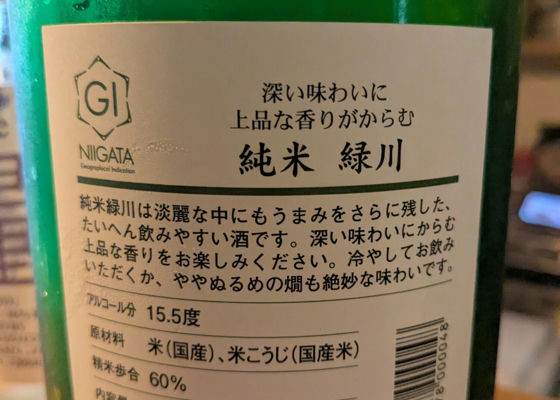 GI
NIIGATA
Geographical Indication
深い味わいに
上品な香りがからむ
純米 緑川
純米緑川は淡麗な中にもうまみをさらに残した、
たいへん飲みやすい酒です。深い味わいにからむ
上品な香りをお楽しみください。冷やしてお飲み
いただくか、ややぬるめの燗も絶妙な味わいです。
アルコール分 15.5度
原材料 米(国産)、米こうじ(国産米)
精米歩合 60%